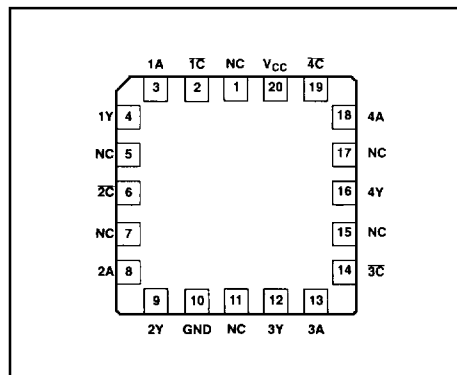 1A 1C̅ NC VCC 4C̅
3 2 1 20 19
1Y 4 18 4A
NC 5 17 NC
2C̅ 6 16 4Y
NC 7 15 NC
2A 8 14 3C̅
9 10 11 12 13
2Y GND NC 3Y 3A